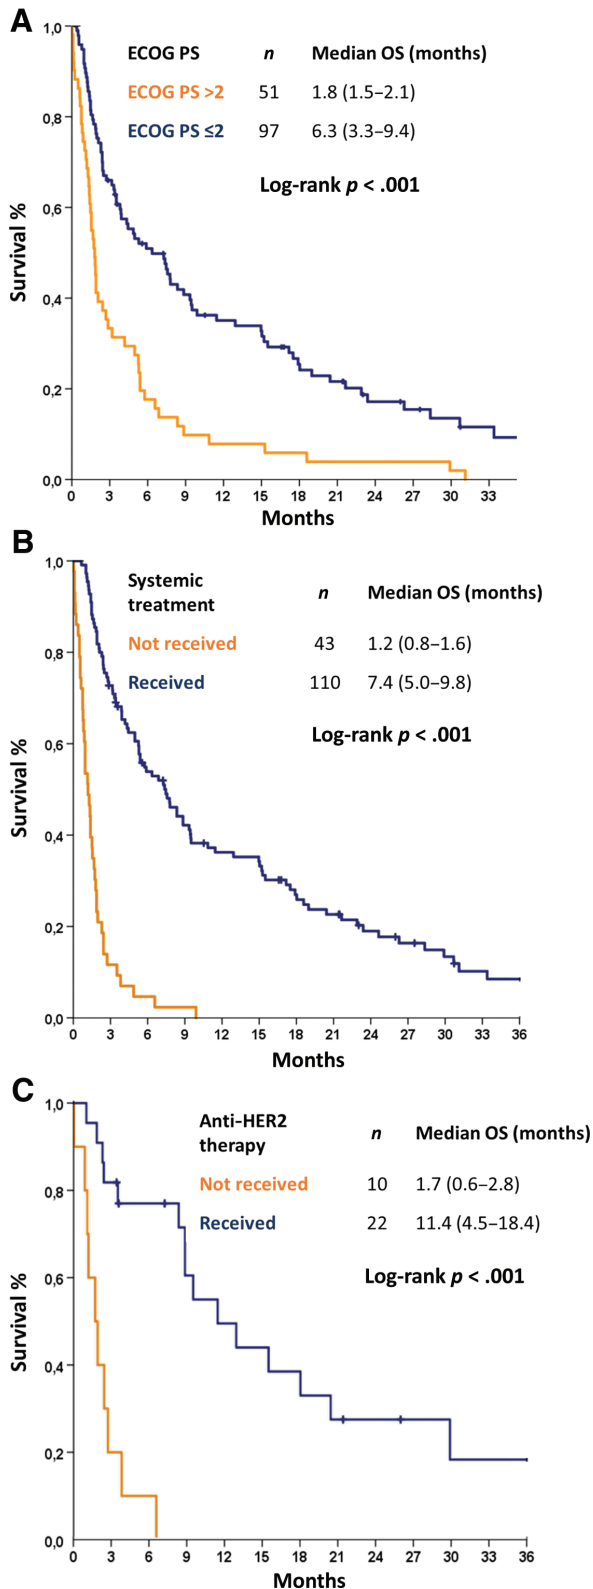 A
ECOG PS n Median OS (months)
ECOG PS >2 51 1.8 (1.5–2.1)
ECOG PS ≤2 97 6.3 (3.3–9.4)
Log-rank p < .001
Survival %
1,0
0,8
0,6
0,4
0,2
0,0
0 3 6 9 12 15 18 21 24 27 30 33
Months
B
Systemic
treatment n Median OS (months)
Not received 43 1.2 (0.8–1.6)
Received 110 7.4 (5.0–9.8)
Log-rank p < .001
Survival %
1,0
0,8
0,6
0,4
0,2
0,0
0 3 6 9 12 15 18 21 24 27 30 33 36
Months
C
Anti-HER2
therapy n Median OS (months)
Not received 10 1.7 (0.6–2.8)
Received 22 11.4 (4.5–18.4)
Log-rank p < .001
Survival %
1,0
0,8
0,6
0,4
0,2
0,0
0 3 6 9 12 15 18 21 24 27 30 33 36
Months